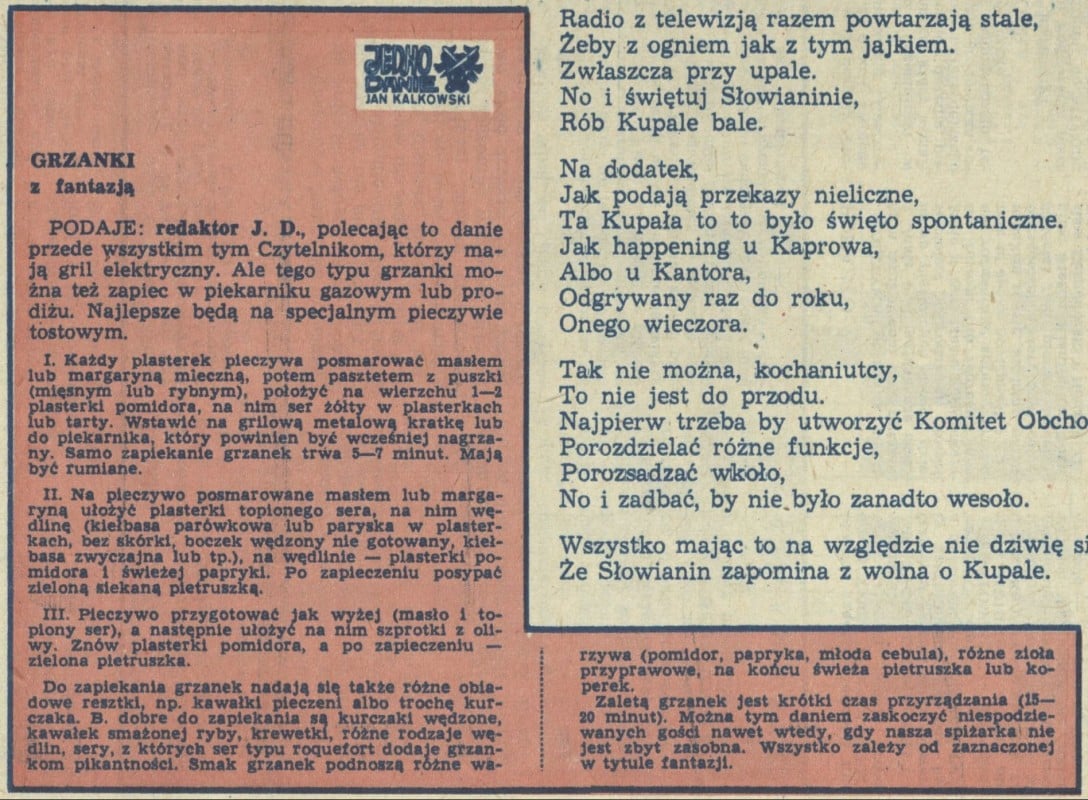 JEDNO
DANIE
JAN KALKOWSKI
GRZANKI
z fantazją
PODAJE: redaktor J. D., polecając to danie
przede wszystkim tym Czytelnikom, którzy ma-
ją gril elektryczny. Ale tego typu grzanki mo-
żna też zapiec w piekarniku gazowym lub pro-
diżu. Najlepsze będą na specjalnym pieczywie
tostowym.
I. Każdy plasterek pieczywa posmarować masłem
lub margaryną mleczną, potem pasztetem z puszki
(mięsnym lub rybnym), położyć na wierzchu 1—2
plasterki pomidora, na nim ser żółty w plasterkach
lub tarty. Wstawić na grilową metalową kratkę lub
do piekarnika, który powinien być wcześniej nagrza-
ny. Samo zapiekanie grzanek trwa 5—7 minut. Mają
być rumiane.
II. Na pieczywo posmarowane masłem lub marga-
ryną ułożyć plasterki topionego sera, na nim wę-
dlinę (kiełbasa parówkowa lub paryska w plaster-
kach, bez skórki, boczek wędzony nie gotowany, kieł-
basa zwyczajna lub tp.), na wędlinie — plasterki po-
midora i świeżej papryki. Po zapieczeniu posypać
zieloną siekaną pietruszką.
III. Pieczywo przygotować jak wyżej (masło i to-
piony ser), a następnie ułożyć na nim szprotki z oli-
wy. Znów plasterki pomidora, a po zapieczeniu —
zielona pietruszka.
Do zapiekania grzanek nadają się także różne obia-
dowe resztki, np. kawałki pieczeni albo trochę kur-
czaka. B. dobre do zapiekania są kurczaki wędzone,
kawałek smażonej ryby, krewetki, różne rodzaje wę-
dlin, sery, z których ser typu roquefort dodaje grzan-
kom pikantności. Smak grzanek podnoszą różne wa-
rzywa (pomidor, papryka, młoda cebula), różne zioła
przyprawowe, na końcu świeża pietruszka lub ko-
perek.
Zaletą grzanek jest krótki czas przyrządzania (15—
20 minut). Można tym daniem zaskoczyć niespodzie-
wanych gości nawet wtedy, gdy nasza spiżarka nie
jest zbyt zasobna. Wszystko zależy od zaznaczonej
w tytule fantazji.
Radio z telewizją razem powtarzają stale,
Żeby z ogniem jak z tym jajkiem.
Zwłaszcza przy upale.
No i świętuj Słowianinie,
Rób Kupale bale.
Na dodatek,
Jak podają przekazy nieliczne,
Ta Kupała to to było święto spontaniczne.
Jak happening u Kaprowa,
Albo u Kantora,
Odgrywany raz do roku,
Onego wieczora.
Tak nie można, kochaniutcy,
To nie jest do przodu.
Najpierw trzeba by utworzyć Komitet Obcho
Porozdzielać różne funkcje,
Porozsadzać wkoło,
No i zadbać, by nie było zanadto wesoło.
Wszystko mając to na względzie nie dziwię si
Że Słowianin zapomina z wolna o Kupale.